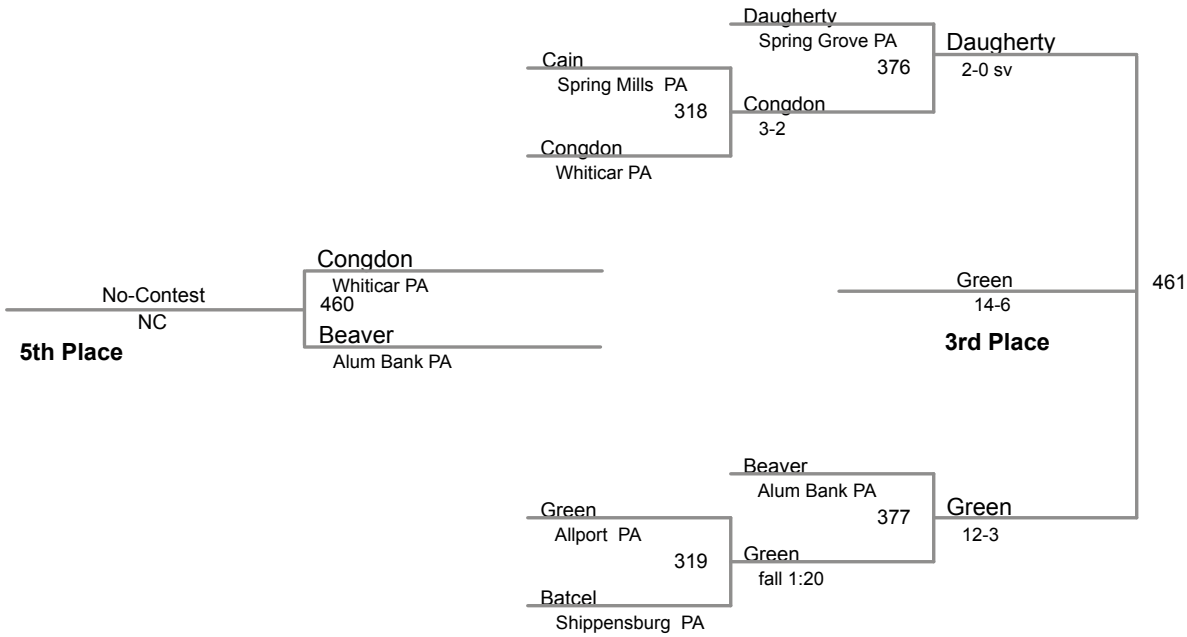 Daugherty
Spring Grove PA
376
Daugherty
2-0 sv
Cain
Spring Mills PA
318
Congdon
3-2
Congdon
Whiticar PA
Congdon
Whiticar PA
460
No-Contest
NC
5th Place
Beaver
Alum Bank PA
Green
14-6
461
3rd Place
Beaver
Alum Bank PA
377
Green
12-3
Green
Allport PA
319
Green
fall 1:20
Batcel
Shippensburg PA